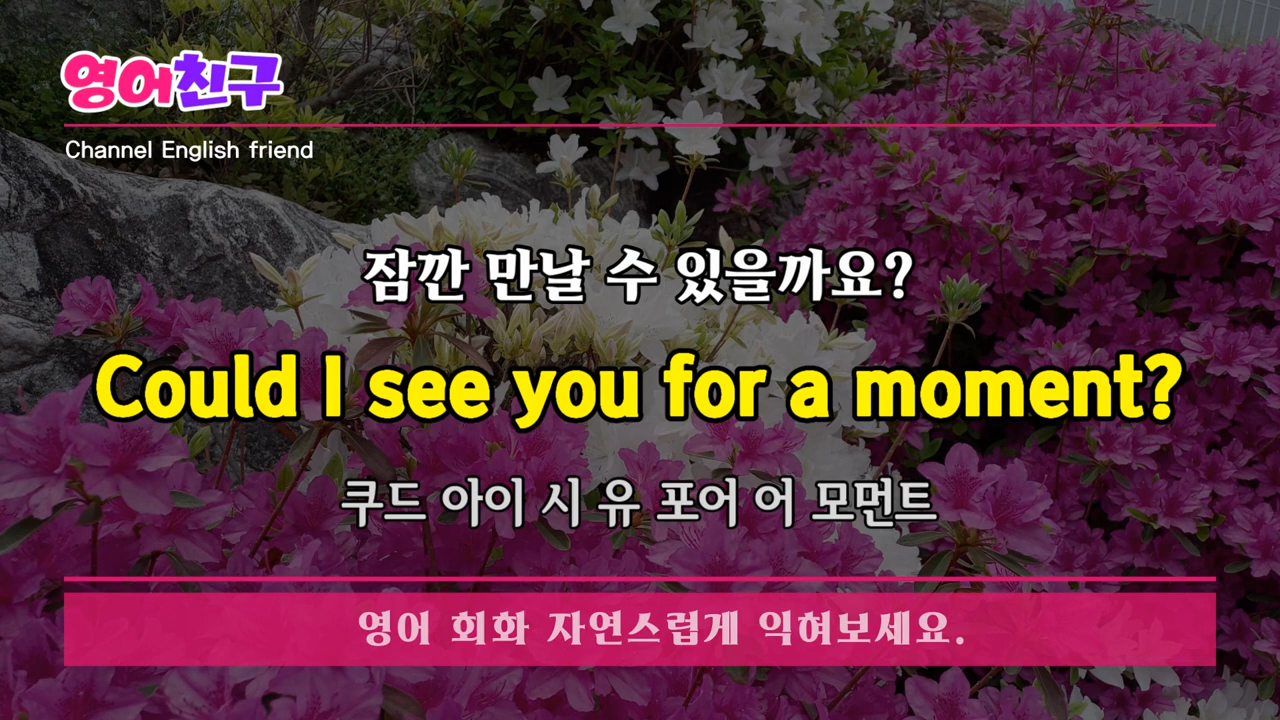 영어친구
Channel English friend
잠깐 만날 수 있을까요?
Could I see you for a moment?
쿠드 아이 시 유 포어 어 모먼트
영어 회화 자연스럽게 익혀보세요.